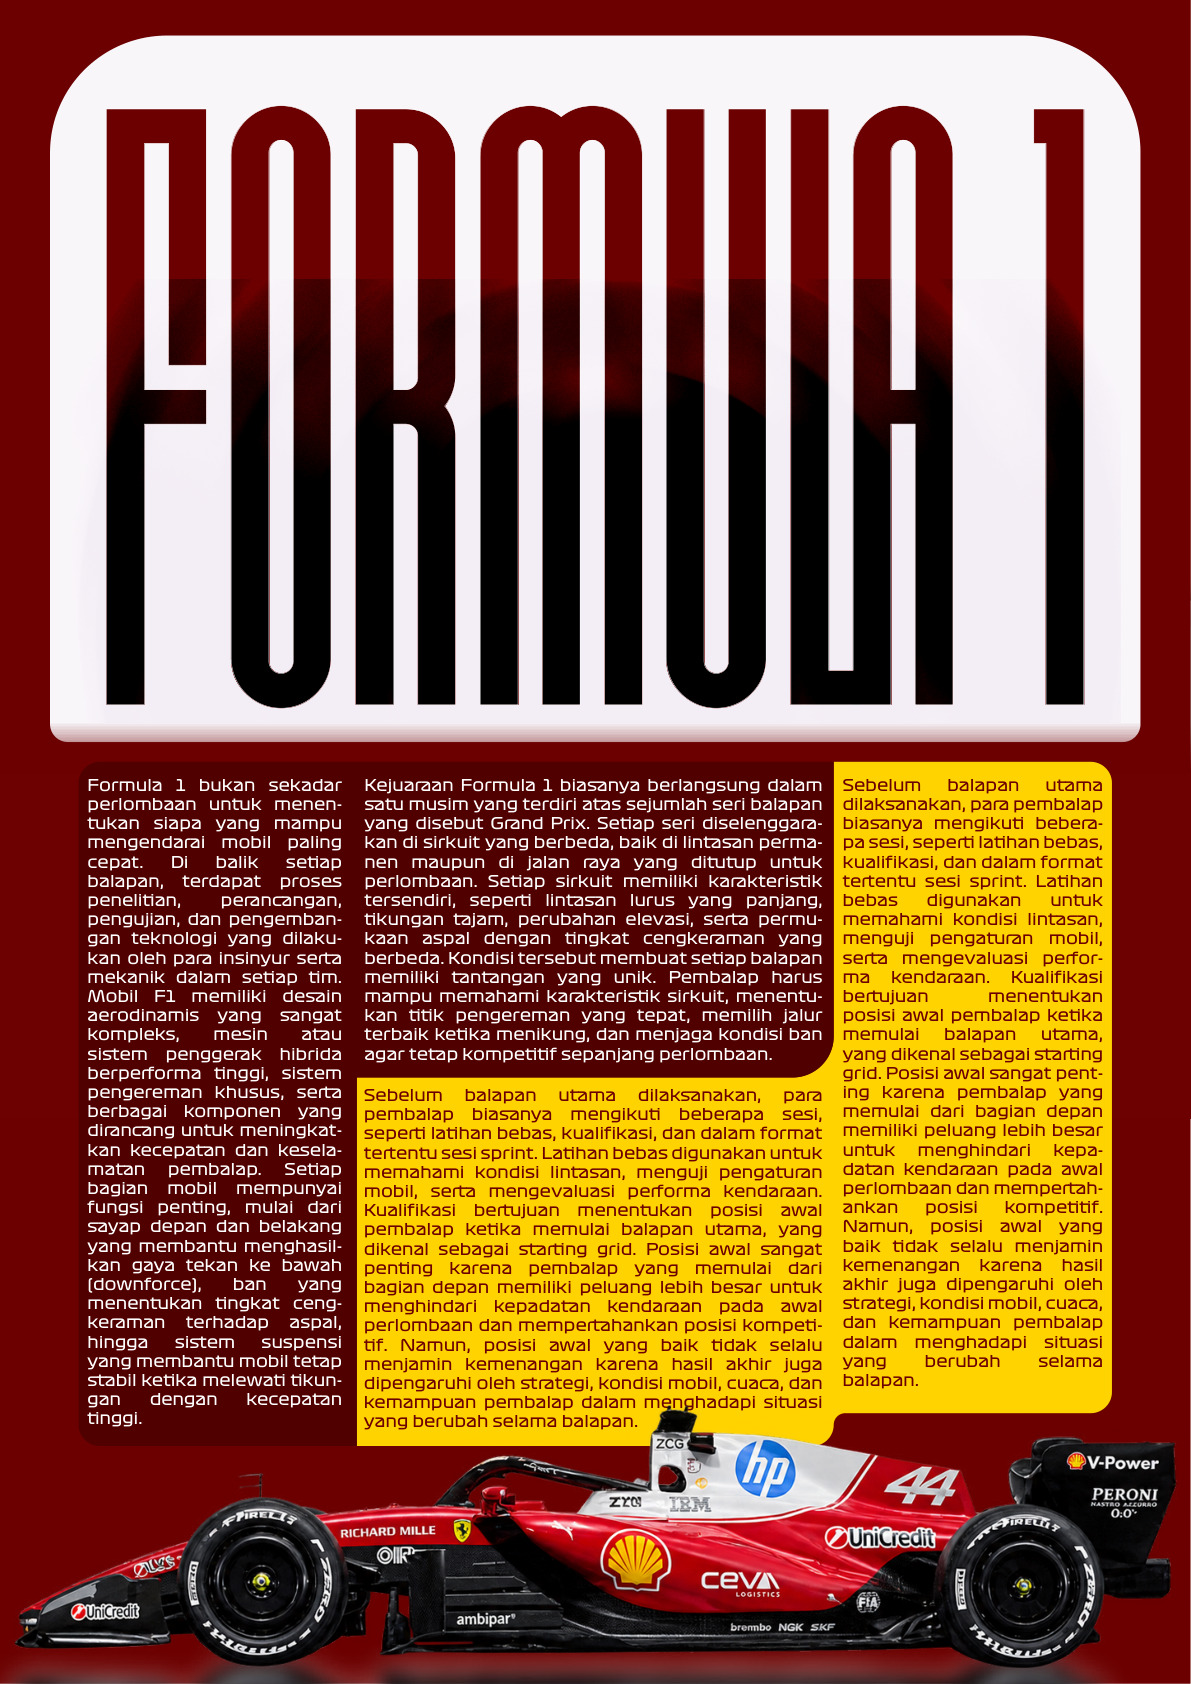 FORMULA 1
Formula 1 bukan sekadar
perlombaan untuk menen-
tukan siapa yang mampu
mengendarai mobil paling
cepat. Di balik setiap
balapan, terdapat proses
penelitian, perancangan,
pengujian, dan pengemban-
gan teknologi yang dilaku-
kan oleh para insinyur serta
mekanik dalam setiap tim.
Mobil F1 memiliki desain
aerodinamis yang sangat
kompleks, mesin atau
sistem penggerak hibrida
berperforma tinggi, sistem
pengereman khusus, serta
berbagai komponen yang
dirancang untuk meningkat-
kan kecepatan dan kesela-
matan pembalap. Setiap
bagian mobil mempunyai
fungsi penting, mulai dari
sayap depan dan belakang
yang membantu menghasil-
kan gaya tekan ke bawah
(downforce), ban yang
menentukan tingkat ceng-
keraman terhadap aspal,
hingga sistem suspensi
yang membantu mobil tetap
stabil ketika melewati tikun-
gan dengan kecepatan
tinggi.
Kejuaraan Formula 1 biasanya berlangsung dalam
satu musim yang terdiri atas sejumlah seri balapan
yang disebut Grand Prix. Setiap seri diselenggara-
kan di sirkuit yang berbeda, baik di lintasan perma-
nen maupun di jalan raya yang ditutup untuk
perlombaan. Setiap sirkuit memiliki karakteristik
tersendiri, seperti lintasan lurus yang panjang,
tikungan tajam, perubahan elevasi, serta permu-
kaan aspal dengan tingkat cengkeraman yang
berbeda. Kondisi tersebut membuat setiap balapan
memiliki tantangan yang unik. Pembalap harus
mampu memahami karakteristik sirkuit, menentu-
kan titik pengereman yang tepat, memilih jalur
terbaik ketika menikung, dan menjaga kondisi ban
agar tetap kompetitif sepanjang perlombaan.
Sebelum balapan utama dilaksanakan, para
pembalap biasanya mengikuti beberapa sesi,
seperti latihan bebas, kualifikasi, dan dalam format
tertentu sesi sprint. Latihan bebas digunakan untuk
memahami kondisi lintasan, menguji pengaturan
mobil, serta mengevaluasi performa kendaraan.
Kualifikasi bertujuan menentukan posisi awal
pembalap ketika memulai balapan utama, yang
dikenal sebagai starting grid. Posisi awal sangat
penting karena pembalap yang memulai dari
bagian depan memiliki peluang lebih besar untuk
menghindari kepadatan kendaraan pada awal
perlombaan dan mempertahankan posisi kompeti-
tif. Namun, posisi awal yang baik tidak selalu
menjamin kemenangan karena hasil akhir juga
dipengaruhi oleh strategi, kondisi mobil, cuaca, dan
kemampuan pembalap dalam menghadapi situasi
yang berubah selama balapan.
Sebelum balapan utama
dilaksanakan, para pembalap
biasanya mengikuti bebera-
pa sesi, seperti latihan bebas,
kualifikasi, dan dalam format
tertentu sesi sprint. Latihan
bebas digunakan untuk
memahami kondisi lintasan,
menguji pengaturan mobil,
serta mengevaluasi perfor-
ma kendaraan. Kualifikasi
bertujuan menentukan
posisi awal pembalap ketika
memulai balapan utama,
yang dikenal sebagai starting
grid. Posisi awal sangat pent-
ing karena pembalap yang
memulai dari bagian depan
memiliki peluang lebih besar
untuk menghindari kepa-
datan kendaraan pada awal
perlombaan dan mempertah-
ankan posisi kompetitif.
Namun, posisi awal yang
baik tidak selalu menjamin
kemenangan karena hasil
akhir juga dipengaruhi oleh
strategi, kondisi mobil, cuaca,
dan kemampuan pembalap
dalam menghadapi situasi
yang berubah selama
balapan.
ZCG
hp
44
V-Power
PERONI
NASTRO AZZURRO
0.0%
IBM
PIRELLI
RICHARD MILLE
UniCredit
PIRELLI
CEVA
LOGISTICS
UniCredit
P ZERO
P ZERO
FIA
ambipar
brembo NGK SKF